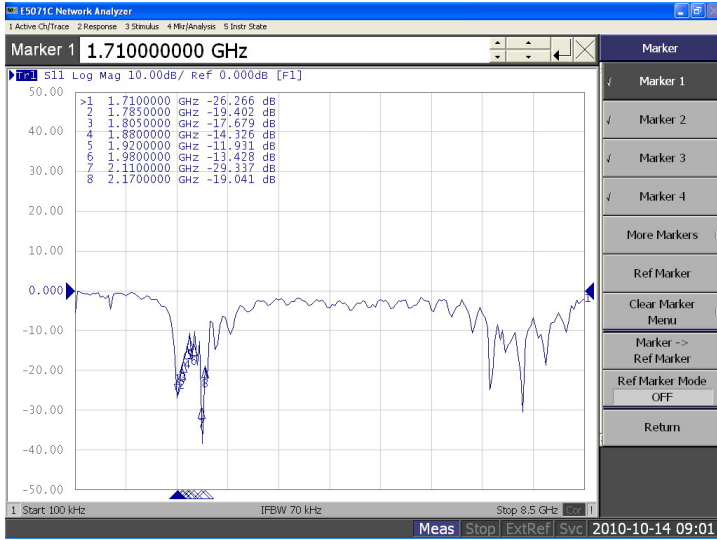 E5071C Network Analyzer
1 Active Ch/Trace 2 Response 3 Stimulus 4 Mkr/Analysis 5 Instr State
Marker 1 1.710000000 GHz
Marker
Tr1 S11 Log Mag 10.00dB/ Ref 0.000dB [F1]
50.00
>1 1.7100000 GHz -26.266 dB
2 1.7850000 GHz -19.402 dB
3 1.8050000 GHz -17.679 dB
4 1.8800000 GHz -14.326 dB
5 1.9200000 GHz -11.931 dB
6 1.9800000 GHz -13.428 dB
7 2.1100000 GHz -29.337 dB
8 2.1700000 GHz -19.041 dB
40.00
30.00
20.00
10.00
0.000
-10.00
-20.00
-30.00
-40.00
-50.00
Marker 1
Marker 2
Marker 3
Marker 4
More Markers
Ref Marker
Clear Marker
Menu
Marker ->
Ref Marker
Ref Marker Mode
OFF
Return
1 Start 100 kHz IFBW 70 kHz Stop 8.5 GHz Cor !
Meas Stop ExtRef Svc 2010-10-14 09:01